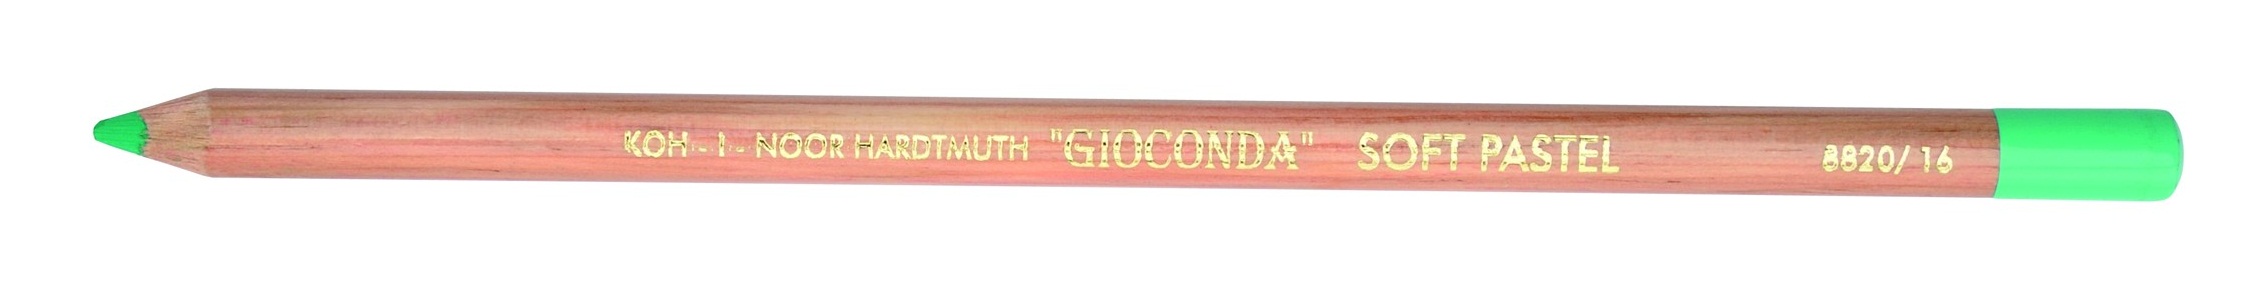 KOH-I-NOOR HARDTMUTH "GIOCONDA" SOFT PASTEL 8820/16